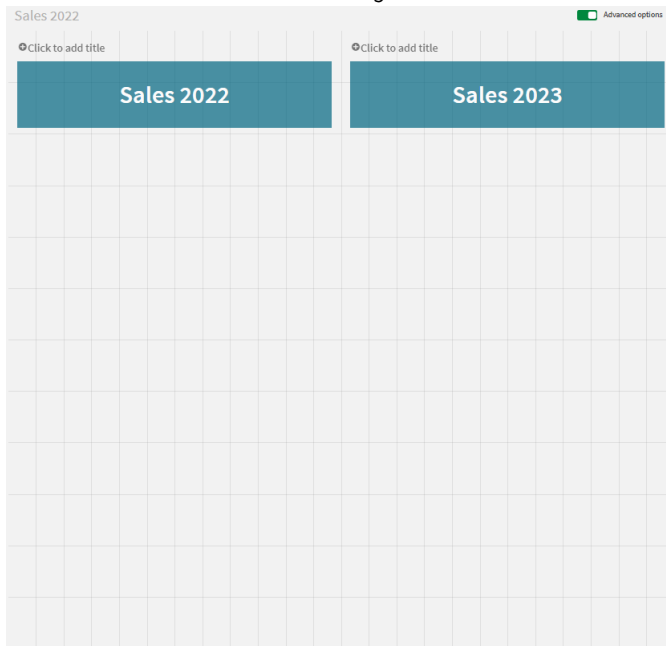 Sales 2022
Advanced options
Click to add title
Click to add title
Sales 2022
Sales 2023